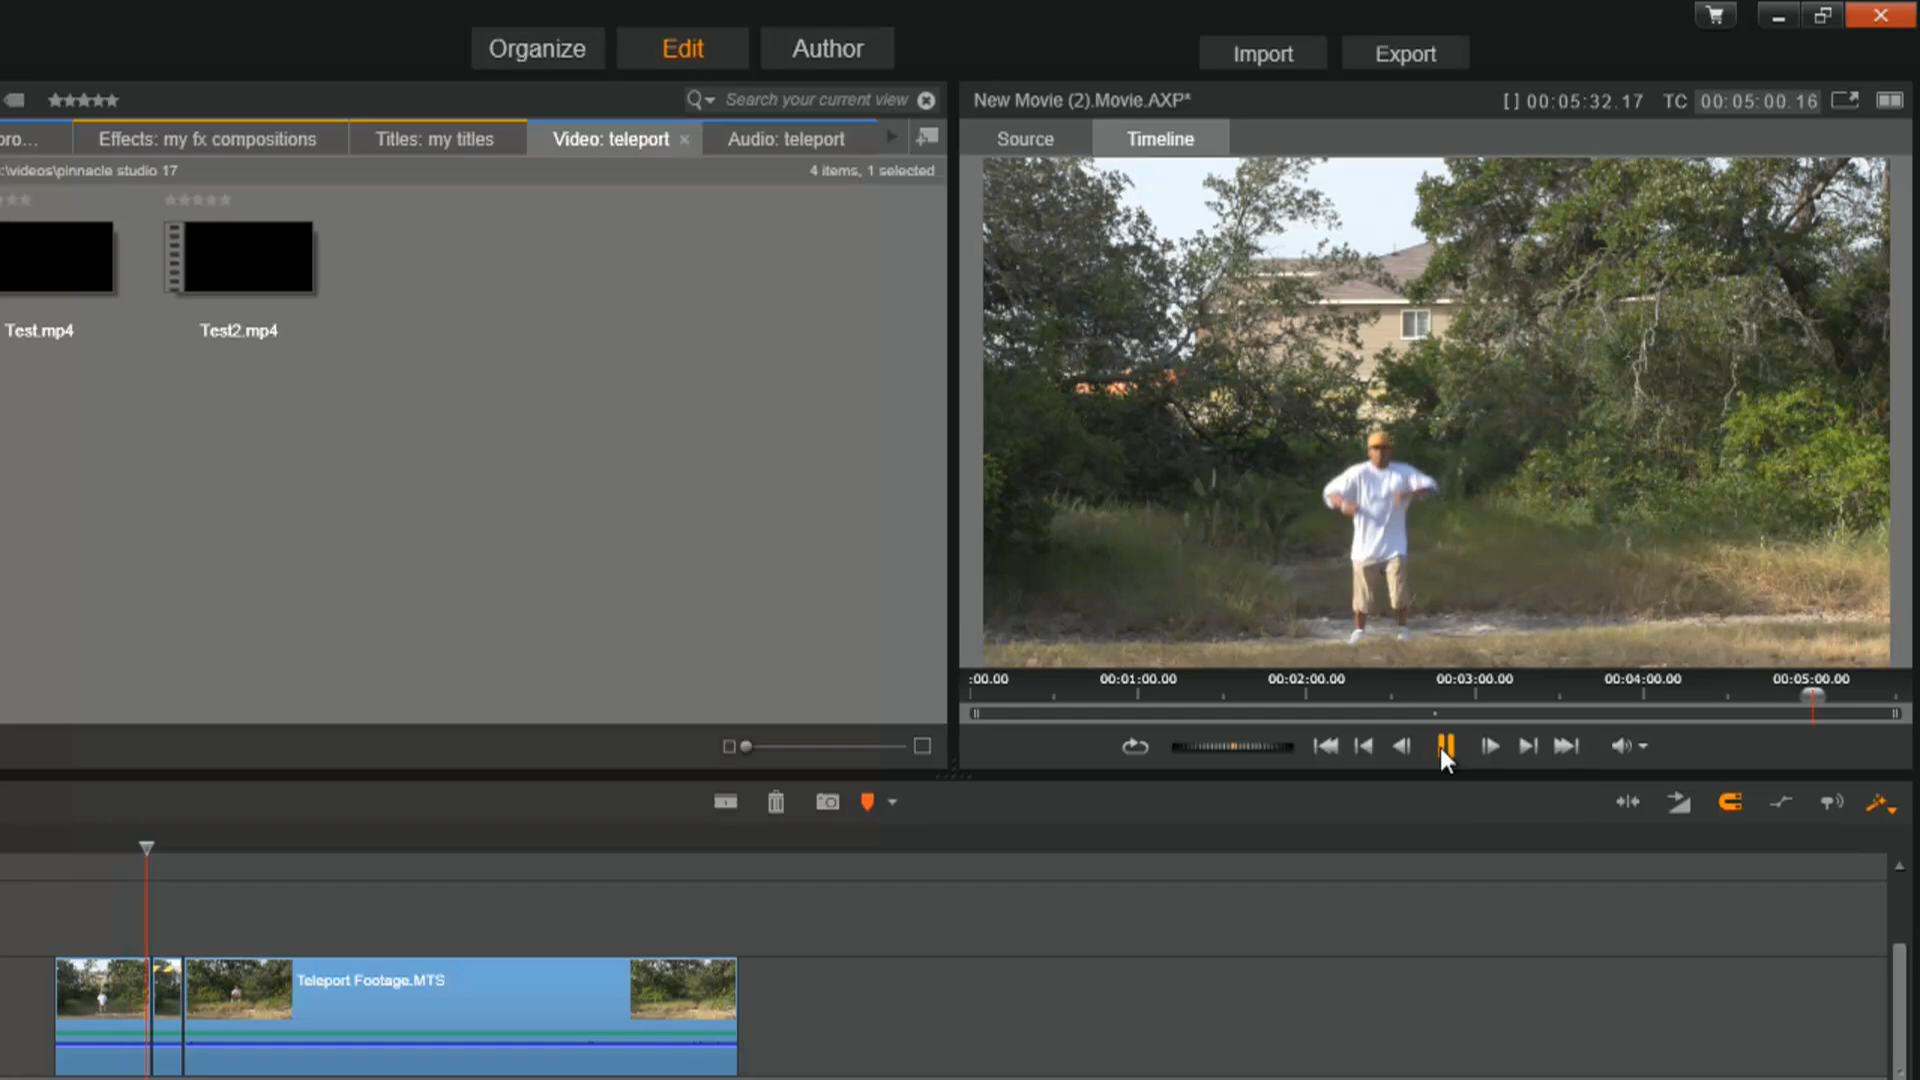 Organize Edit Author Import Export
Search your current view
New Movie (2).Movie.AXP* [ ] 00:05:32.17 TC 00:05:00.16
pro... Effects: my fx compositions Titles: my titles Video: teleport × Audio: teleport
Source Timeline
:\videos\pinnacle studio 17 4 items, 1 selected
Test.mp4 Test2.mp4
:00.00 00:01:00.00 00:02:00.00 00:03:00.00 00:04:00.00 00:05:00.00
Teleport Footage.MTS